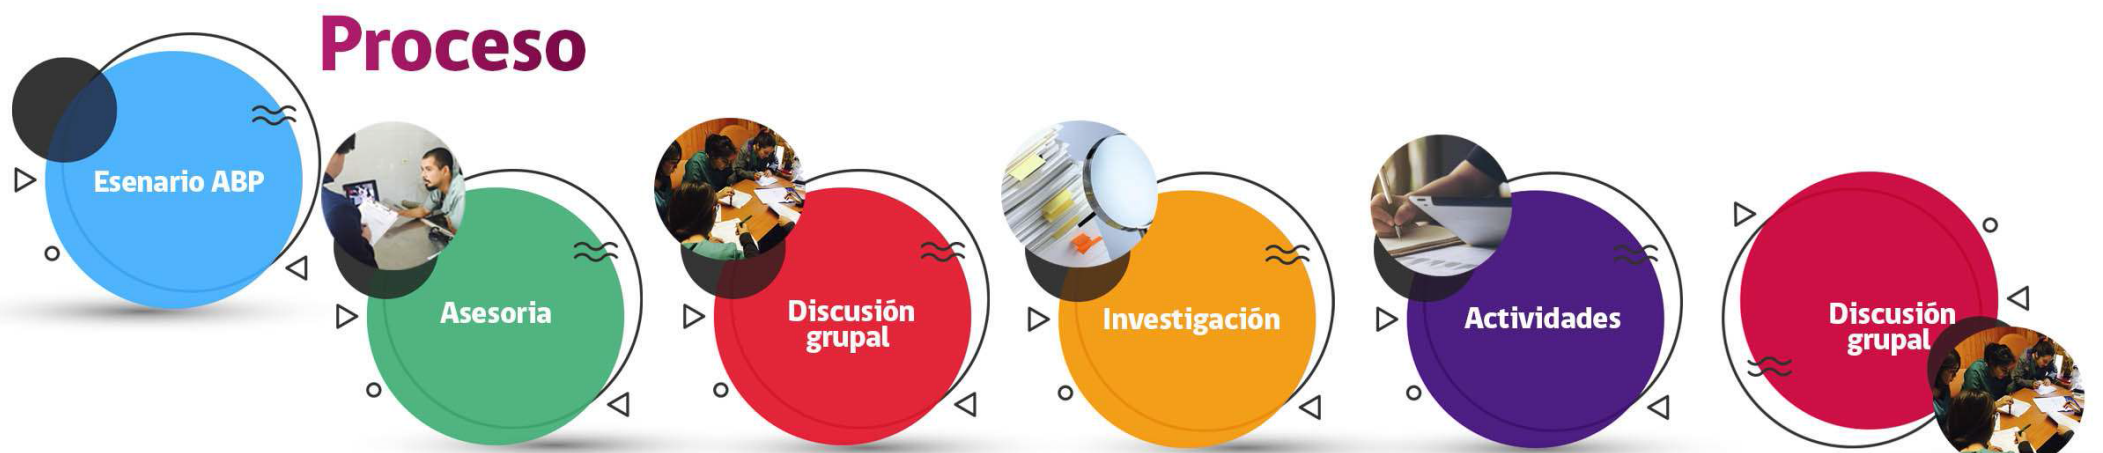 Proceso
Esenario ABP
Asesoria
Discusión
grupal
Investigación
Actividades
Discusión
grupal